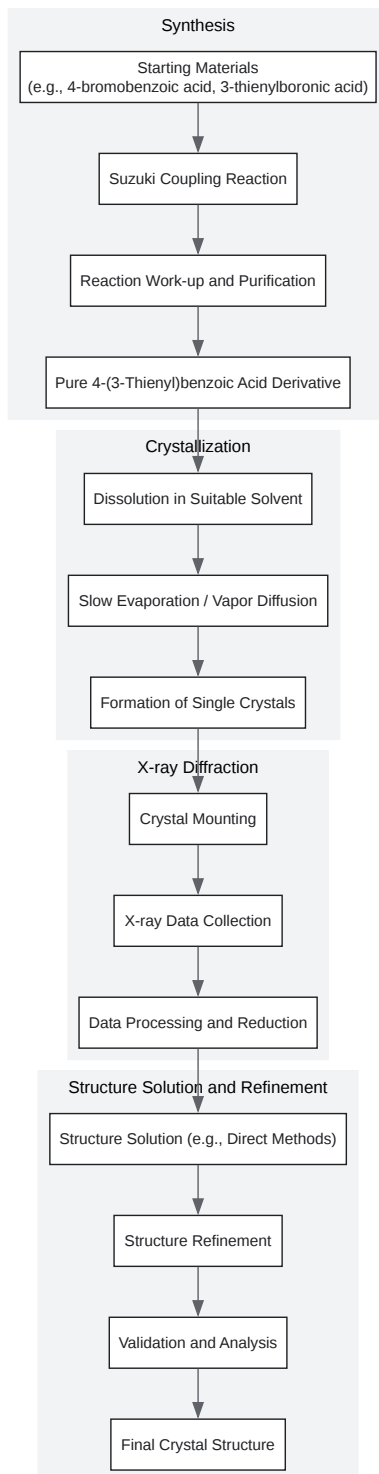 Synthesis
Starting Materials
(e.g., 4-bromobenzoic acid, 3-thienylboronic acid)
Suzuki Coupling Reaction
Reaction Work-up and Purification
Pure 4-(3-Thienyl)benzoic Acid Derivative
Crystallization
Dissolution in Suitable Solvent
Slow Evaporation / Vapor Diffusion
Formation of Single Crystals
X-ray Diffraction
Crystal Mounting
X-ray Data Collection
Data Processing and Reduction
Structure Solution and Refinement
Structure Solution (e.g., Direct Methods)
Structure Refinement
Validation and Analysis
Final Crystal Structure